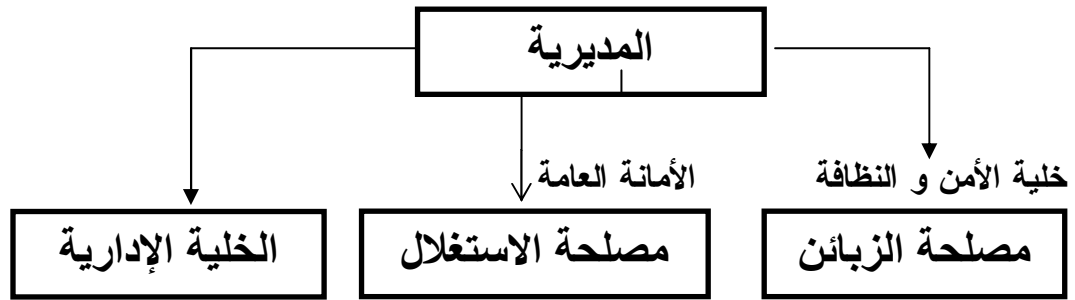 المديرية
خلية الأمن و النظافة
الأمانة العامة
مصلحة الزبائن
مصلحة الاستغلال
الخلية الإدارية